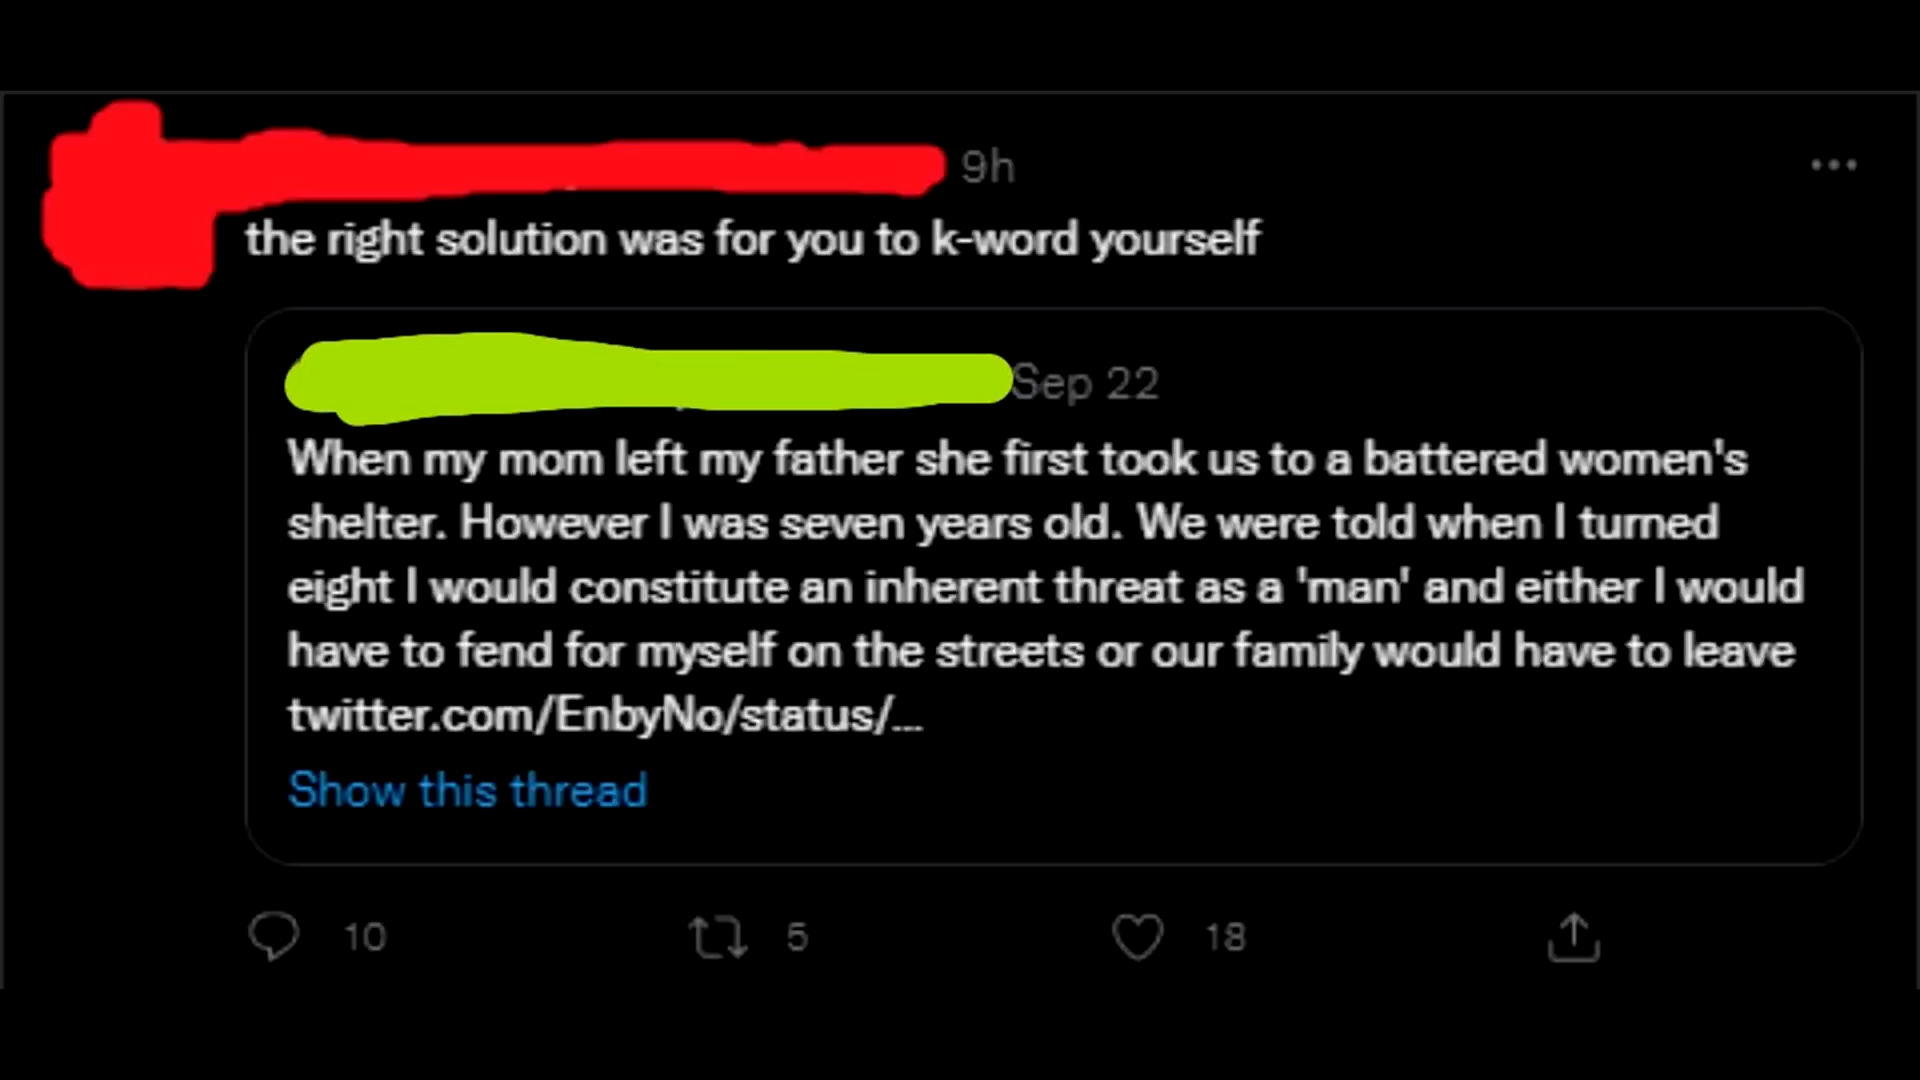 9h
the right solution was for you to k-word yourself
Sep 22
When my mom left my father she first took us to a battered women's
shelter. However I was seven years old. We were told when I turned
eight I would constitute an inherent threat as a 'man' and either I would
have to fend for myself on the streets or our family would have to leave
twitter.com/EnbyNo/status/...
Show this thread
10 5 18